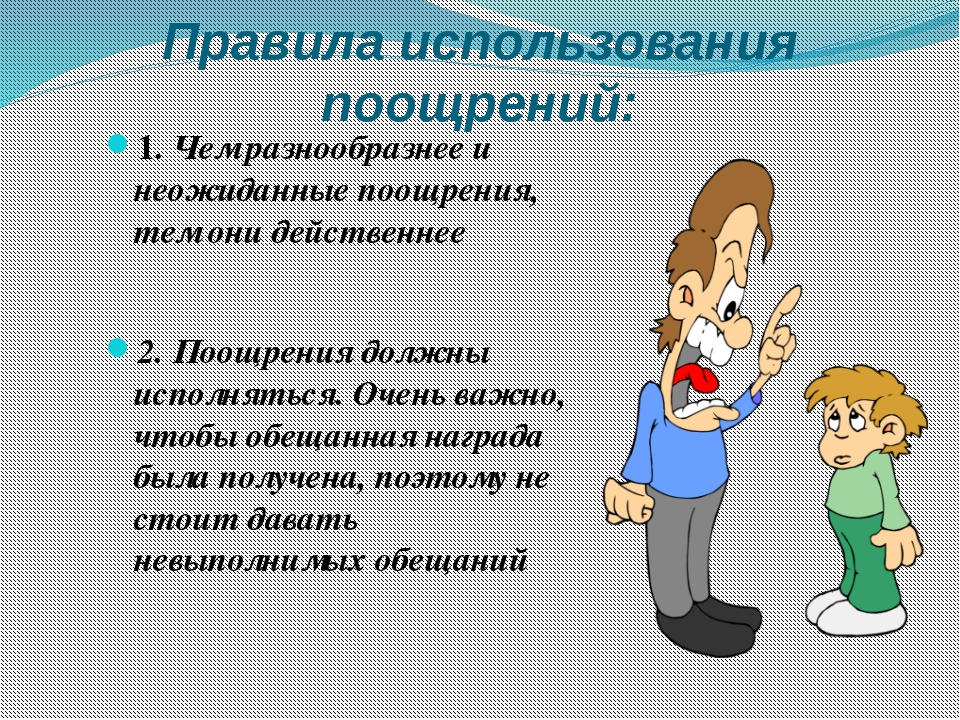 Правила использования
поощрений:
1. Чем разнообразнее и
неожиданные поощрения,
тем они действеннее
2. Поощрения должны
исполняться. Очень важно,
чтобы обещанная награда
была получена, поэтому не
стоит давать
невыполнимых обещаний